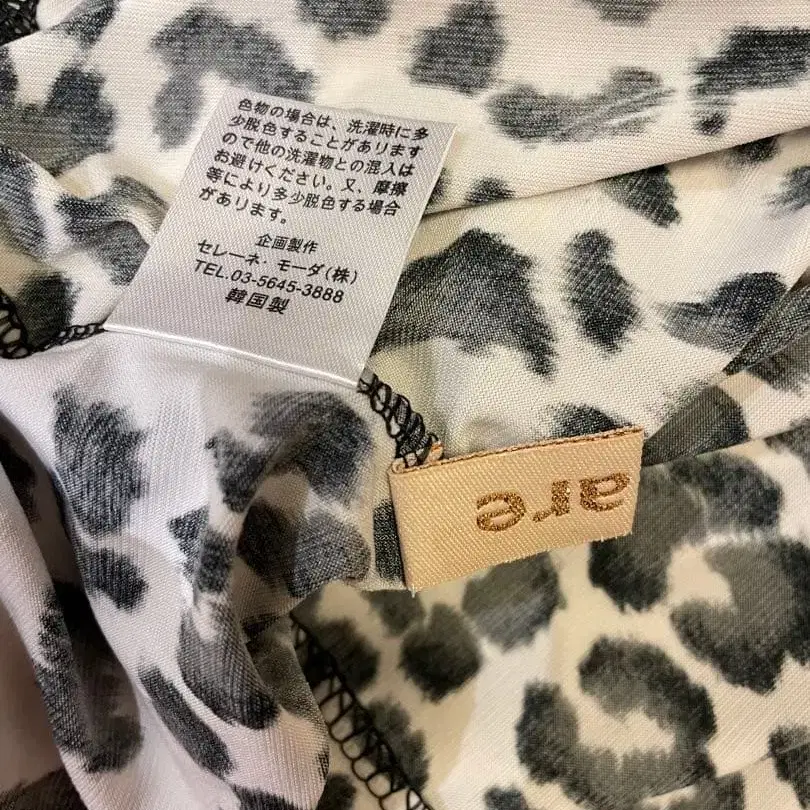 色物の場合は、洗濯時に多
少脱色することがあります
ので他の洗濯物との混入は
お避けください。又、摩擦
等により多少脱色する場合
があります。
企画製作
セレーネ・モーダ(株)
TEL.03-5645-3888
韓国製
are